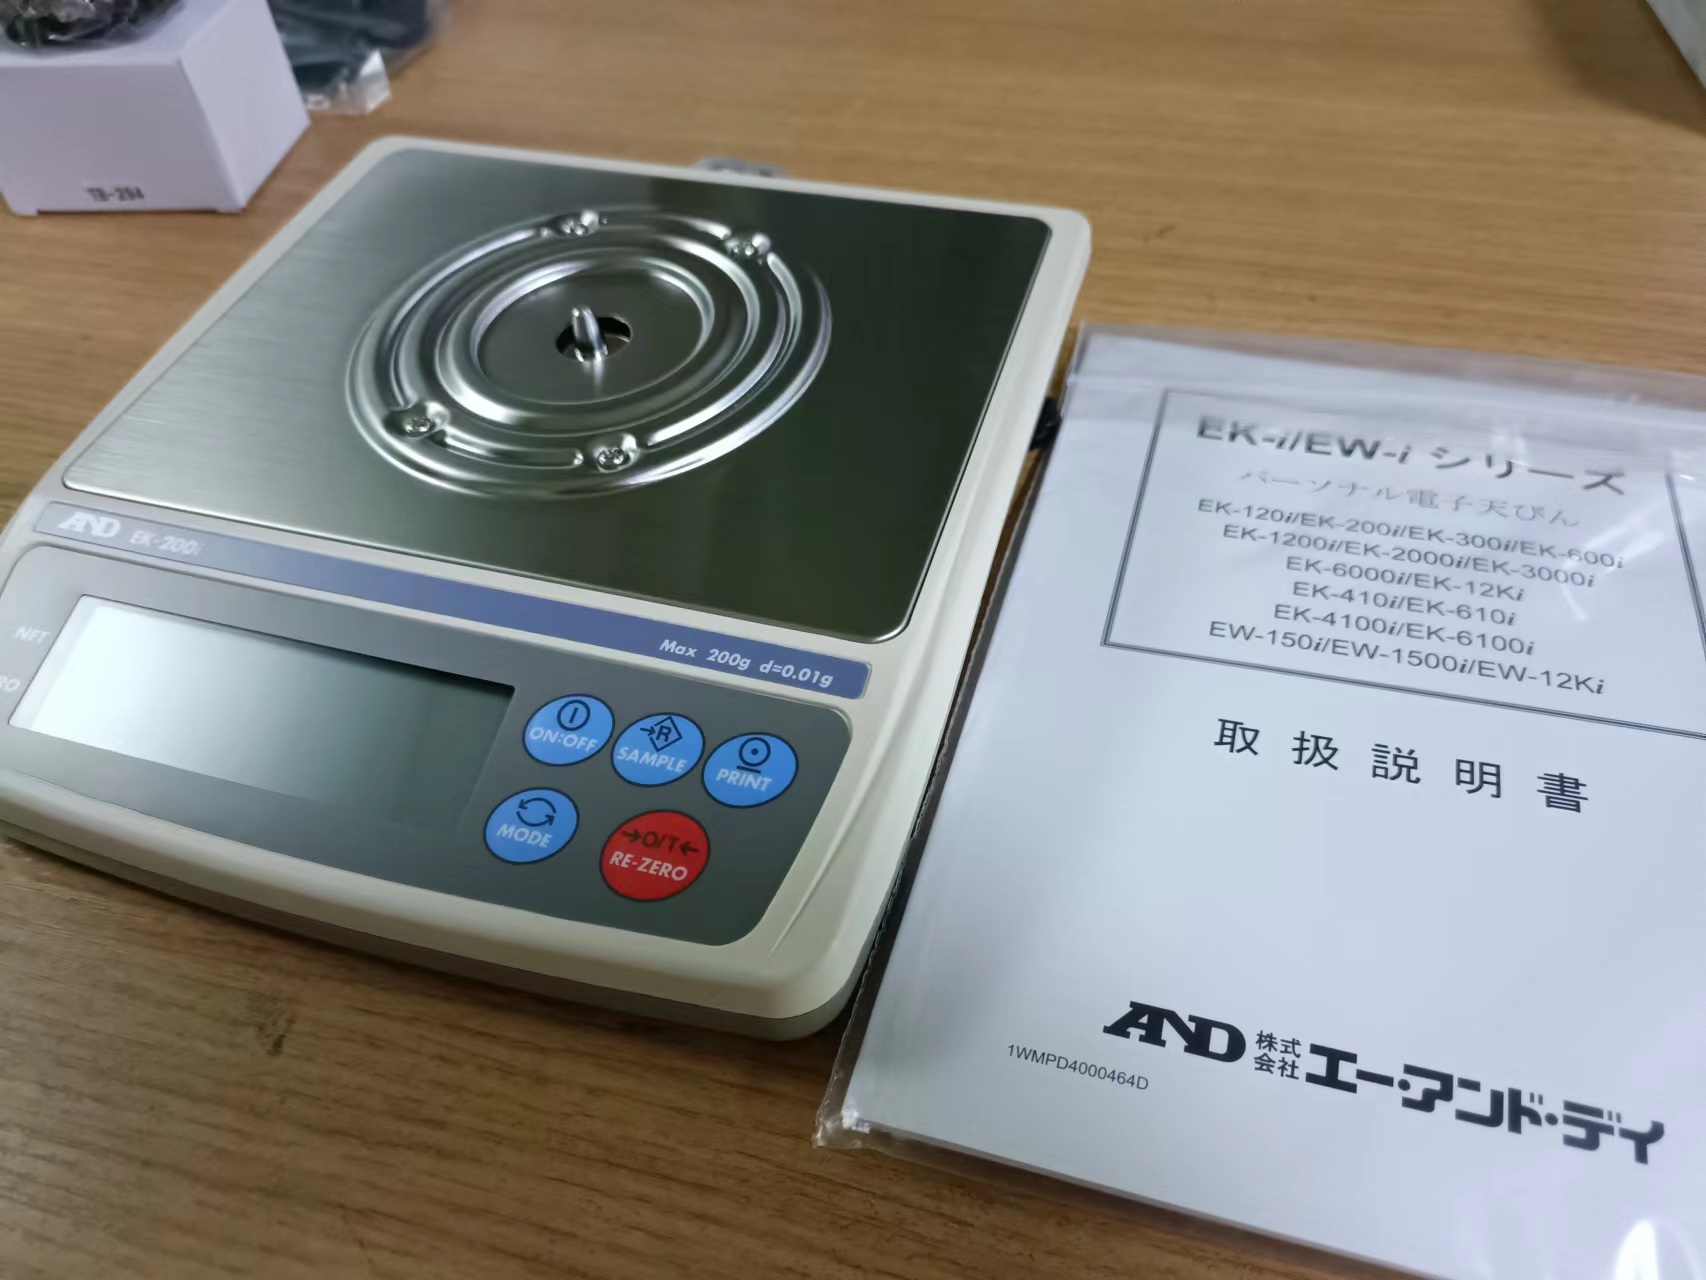 TB-294
AND EK-200i
Max 200g d=0.01g
NET
ON:OFF
R
SAMPLE
PRINT
MODE
→O/T←
RE-ZERO
EK-i/EW-i シリーズ
パーソナル電子天びん
EK-120i/EK-200i/EK-300i/EK-600i
EK-1200i/EK-2000i/EK-3000i
EK-6000i/EK-12Ki
EK-410i/EK-610i
EK-4100i/EK-6100i
EW-150i/EW-1500i/EW-12Ki
取扱説明書
AND 株式会社 エー・アンド・デイ
1WMPD4000464D